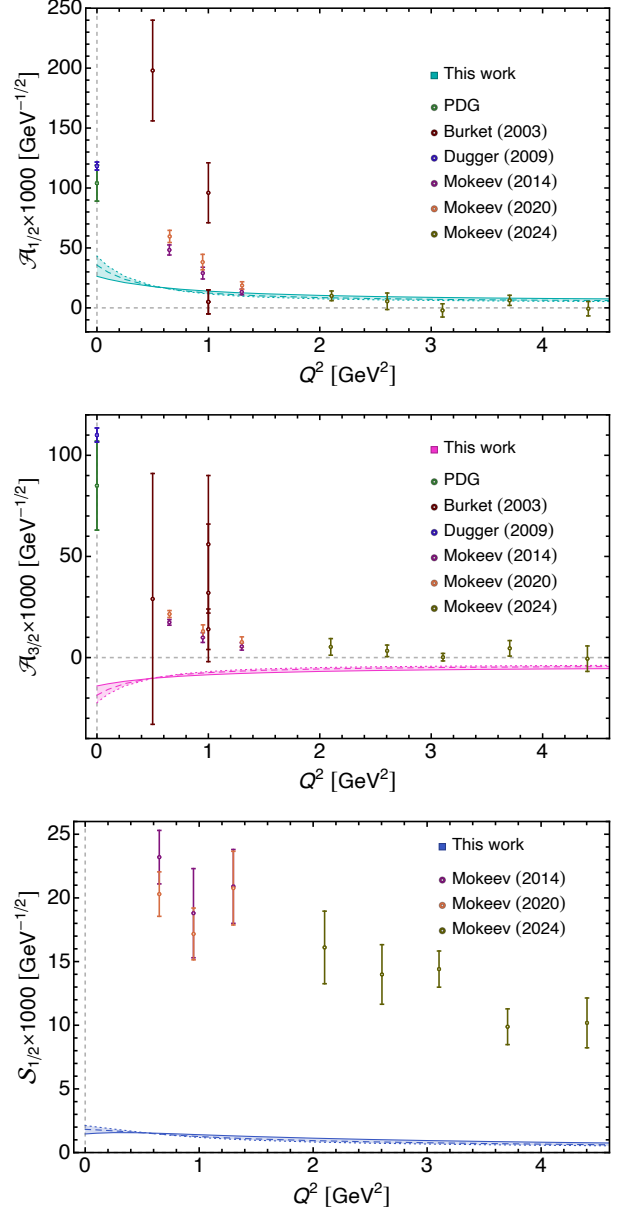 250
200
150
100
50
0
𝒜1/2×1000 [GeV−1/2]
This work
PDG
Burket (2003)
Dugger (2009)
Mokeev (2014)
Mokeev (2020)
Mokeev (2024)
0 1 2 3 4
Q2 [GeV2]
100
50
0
𝒜3/2×1000 [GeV−1/2]
This work
PDG
Burket (2003)
Dugger (2009)
Mokeev (2014)
Mokeev (2020)
Mokeev (2024)
0 1 2 3 4
Q2 [GeV2]
25
20
15
10
5
0
𝒮1/2×1000 [GeV−1/2]
This work
Mokeev (2014)
Mokeev (2020)
Mokeev (2024)
0 1 2 3 4
Q2 [GeV2]